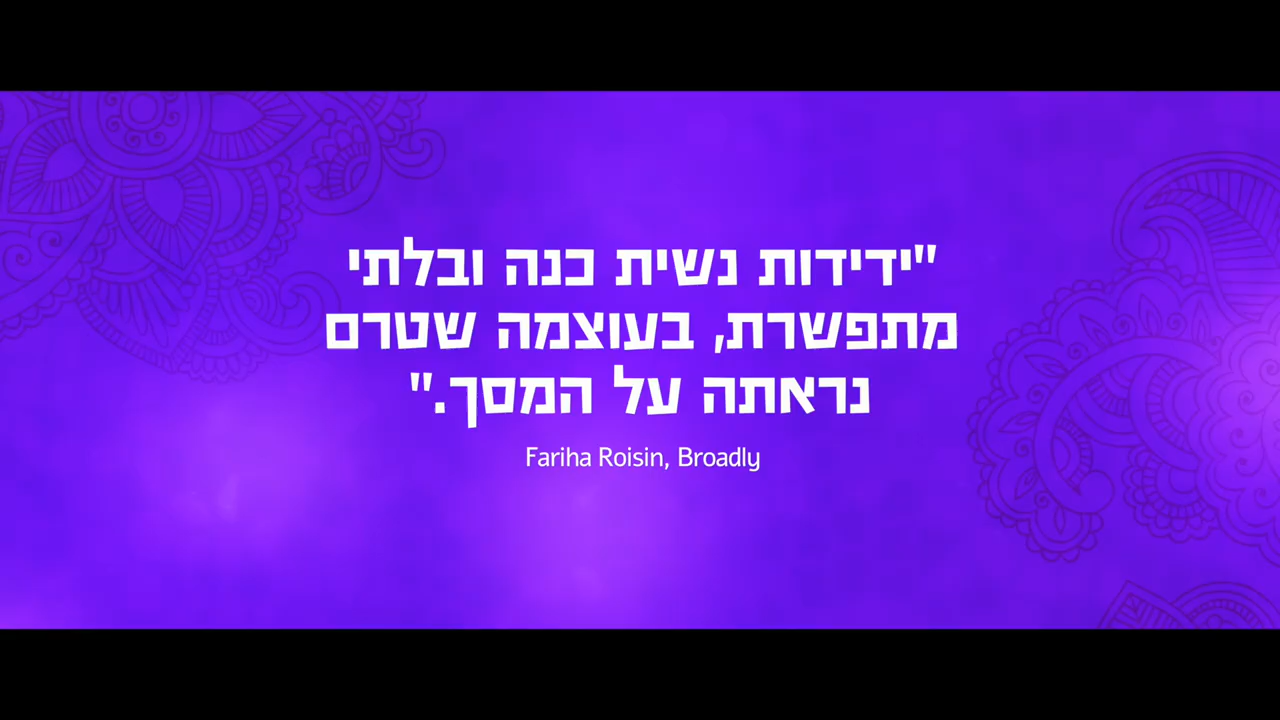 "ידידות נשית כנה ובלתי
מתפשרת, בעוצמה שטרם
נראתה על המסך."
Fariha Roisin, Broadly